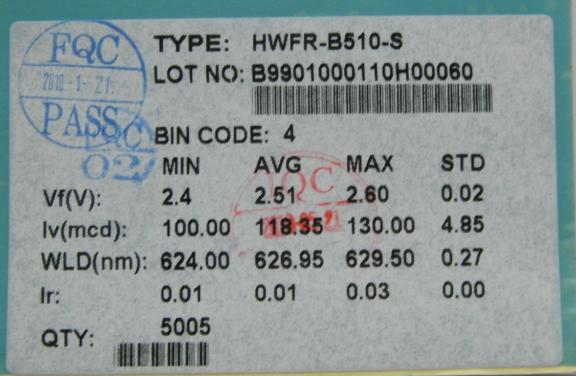 FQC
2010-1-21
PASS
FQC
02
TYPE: HWFR-B510-S
LOT NO: B9901000110H00060
BIN CODE: 4
MIN AVG MAX STD
Vf(V): 2.4 2.51 2.60 0.02
Iv(mcd): 100.00 118.35 130.00 4.85
WLD(nm): 624.00 626.95 629.50 0.27
Ir: 0.01 0.01 0.03 0.00
QTY: 5005
IQC